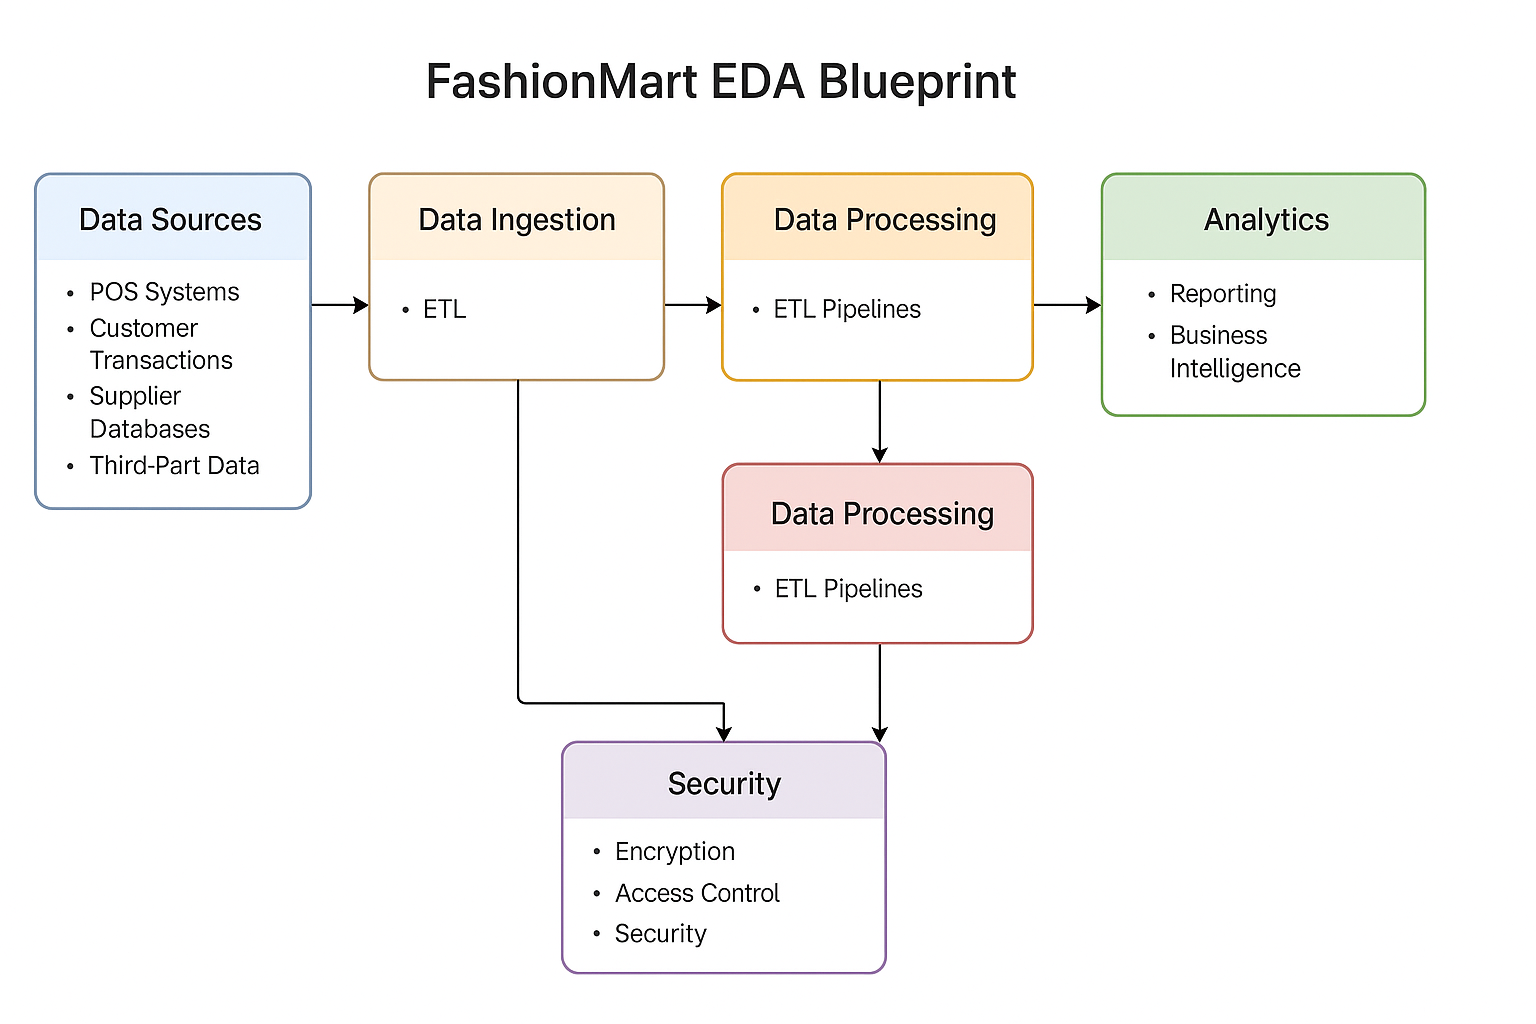 FashionMart EDA Blueprint
Data Sources
• POS Systems
• Customer
Transactions
• Supplier
Databases
• Third-Part Data
Data Ingestion
• ETL
Data Processing
• ETL Pipelines
Analytics
• Reporting
• Business
Intelligence
Data Processing
• ETL Pipelines
Security
• Encryption
• Access Control
• Security